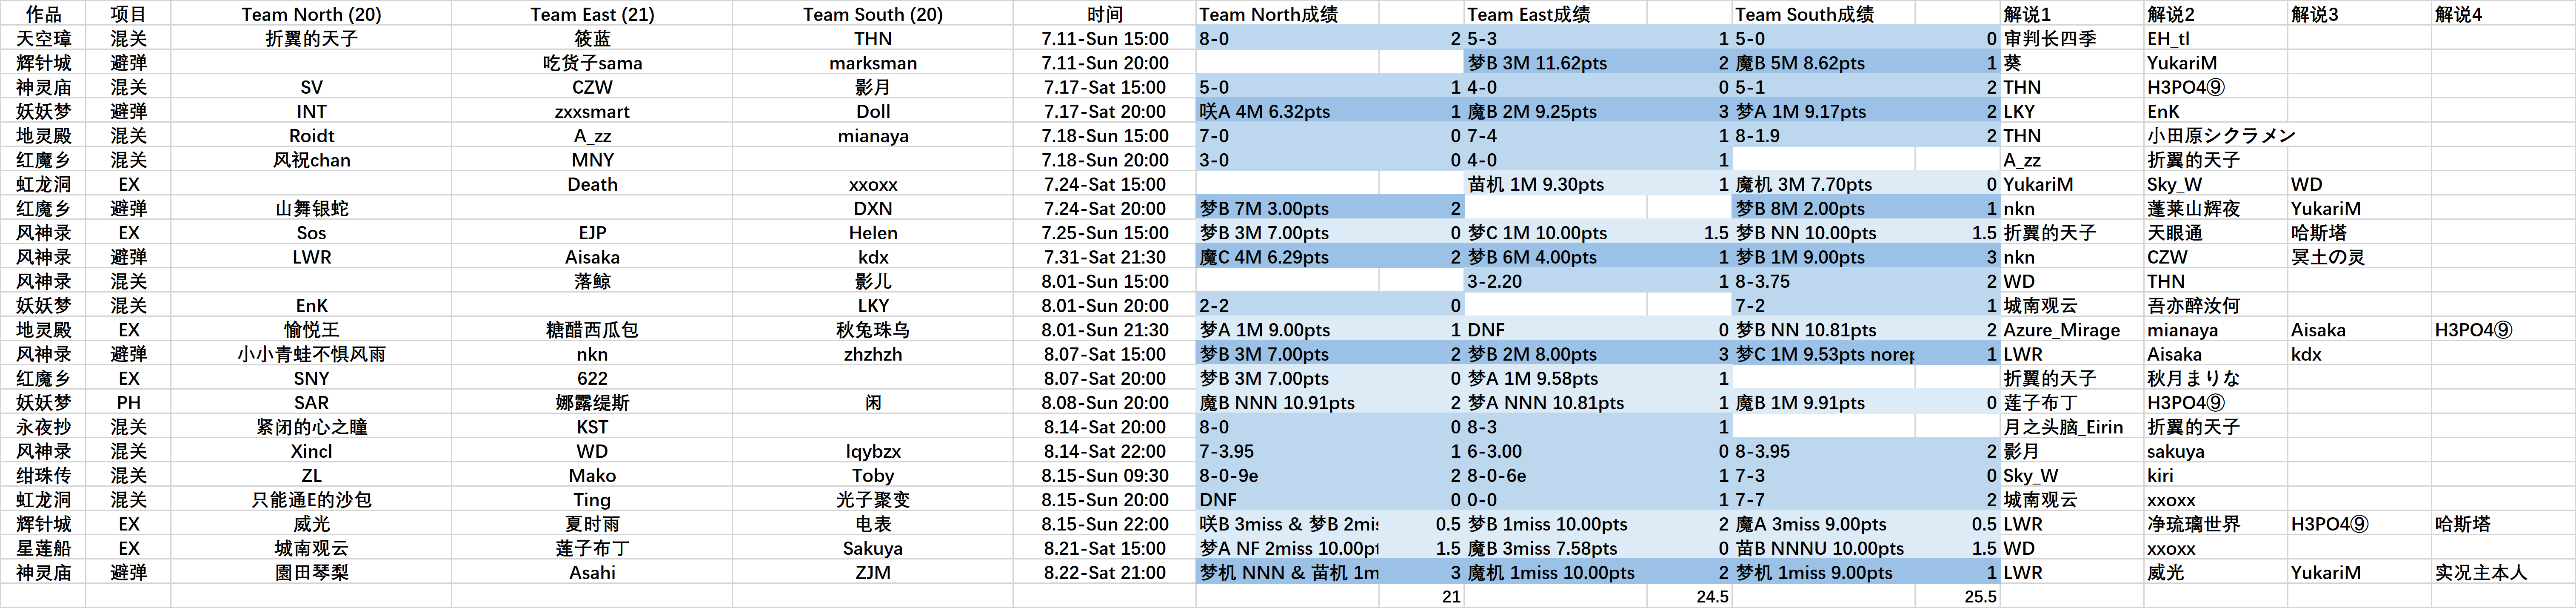 作品 项目 Team North (20) Team East (21) Team South (20) 时间 Team North成绩 Team East成绩 Team South成绩 解说1 解说2 解说3 解说4
天空璋 混关 折翼的天子 筱蓝 THN 7.11-Sun 15:00 8-0 2 5-3 1 5-0 0 审判长四季 EH_tl
辉针城 避弹 吃货子sama marksman 7.11-Sun 20:00 梦B 3M 11.62pts 2 魔B 5M 8.62pts 1 葵 YukariM
神灵庙 混关 SV CZW 影月 7.17-Sat 15:00 5-0 1 4-0 0 5-1 2 THN H3PO4⑨
妖妖梦 避弹 INT zxxsmart Doll 7.17-Sat 20:00 咲A 4M 6.32pts 1 魔B 2M 9.25pts 3 梦A 1M 9.17pts 2 LKY EnK
地灵殿 混关 Roidt A_zz mianaya 7.18-Sun 15:00 7-0 0 7-4 1 8-1.9 2 THN 小田原シクラメン
红魔乡 混关 风祝chan MNY 7.18-Sun 20:00 3-0 0 4-0 1 A_zz 折翼的天子
虹龙洞 EX Death xxoxx 7.24-Sat 15:00 苗机 1M 9.30pts 1 魔机 3M 7.70pts 0 YukariM Sky_W WD
红魔乡 避弹 山舞银蛇 DXN 7.24-Sat 20:00 梦B 7M 3.00pts 2 梦B 8M 2.00pts 1 nkn 蓬莱山辉夜 YukariM
风神录 EX Sos EJP Helen 7.25-Sun 15:00 梦B 3M 7.00pts 0 梦C 1M 10.00pts 1.5 梦B NN 10.00pts 1.5 折翼的天子 天眼通 哈斯塔
风神录 避弹 LWR Aisaka kdx 7.31-Sat 21:30 魔C 4M 6.29pts 2 梦B 6M 4.00pts 1 梦B 1M 9.00pts 3 nkn CZW 冥土の灵
风神录 混关 落鲸 影儿 8.01-Sun 15:00 3-2.20 1 8-3.75 2 WD THN
妖妖梦 混关 EnK LKY 8.01-Sun 20:00 2-2 0 7-2 1 城南观云 吾亦醉汝何
地灵殿 EX 愉悦王 糖醋西瓜包 秋兔珠乌 8.01-Sun 21:30 梦A 1M 9.00pts 1 DNF 0 梦B NN 10.81pts 2 Azure_Mirage mianaya Aisaka H3PO4⑨
风神录 避弹 小小青蛙不惧风雨 nkn zhzhzh 8.07-Sat 15:00 梦B 3M 7.00pts 2 梦B 2M 8.00pts 3 梦C 1M 9.53pts norep 1 LWR Aisaka kdx
红魔乡 EX SNY 622 8.07-Sat 20:00 梦B 3M 7.00pts 0 梦A 1M 9.58pts 1 折翼的天子 秋月まりな
妖妖梦 PH SAR 娜露缇斯 闲 8.08-Sun 20:00 魔B NNN 10.91pts 2 梦A NNN 10.81pts 1 魔B 1M 9.91pts 0 莲子布丁 H3PO4⑨
永夜抄 混关 紧闭的心之瞳 KST 8.14-Sat 20:00 8-0 0 8-3 1 月之头脑_Eirin 折翼的天子
风神录 混关 Xincl WD lqybzx 8.14-Sat 22:00 7-3.95 1 6-3.00 0 8-3.95 2 影月 sakuya
绀珠传 混关 ZL Mako Toby 8.15-Sun 09:30 8-0-9e 2 8-0-6e 1 7-3 0 Sky_W kiri
虹龙洞 混关 只能通E的沙包 Ting 光子聚变 8.15-Sun 20:00 DNF 0 0-0 1 7-7 2 城南观云 xxoxx
辉针城 EX 威光 夏时雨 电表 8.15-Sun 22:00 咲B 3miss & 梦B 2mis 0.5 梦B 1miss 10.00pts 2 魔A 3miss 9.00pts 0.5 LWR 净琉璃世界 H3PO4⑨ 哈斯塔
星莲船 EX 城南观云 莲子布丁 Sakuya 8.21-Sat 15:00 梦A NF 2miss 10.00pt 1.5 魔B 3miss 7.58pts 0 苗B NNNU 10.00pts 1.5 WD xxoxx
神灵庙 避弹 園田琴梨 Asahi ZJM 8.22-Sat 21:00 梦机 NNN & 苗机 1m 3 魔机 1miss 10.00pts 2 梦机 1miss 9.00pts 1 LWR 威光 YukariM 实况主本人
21 24.5 25.5